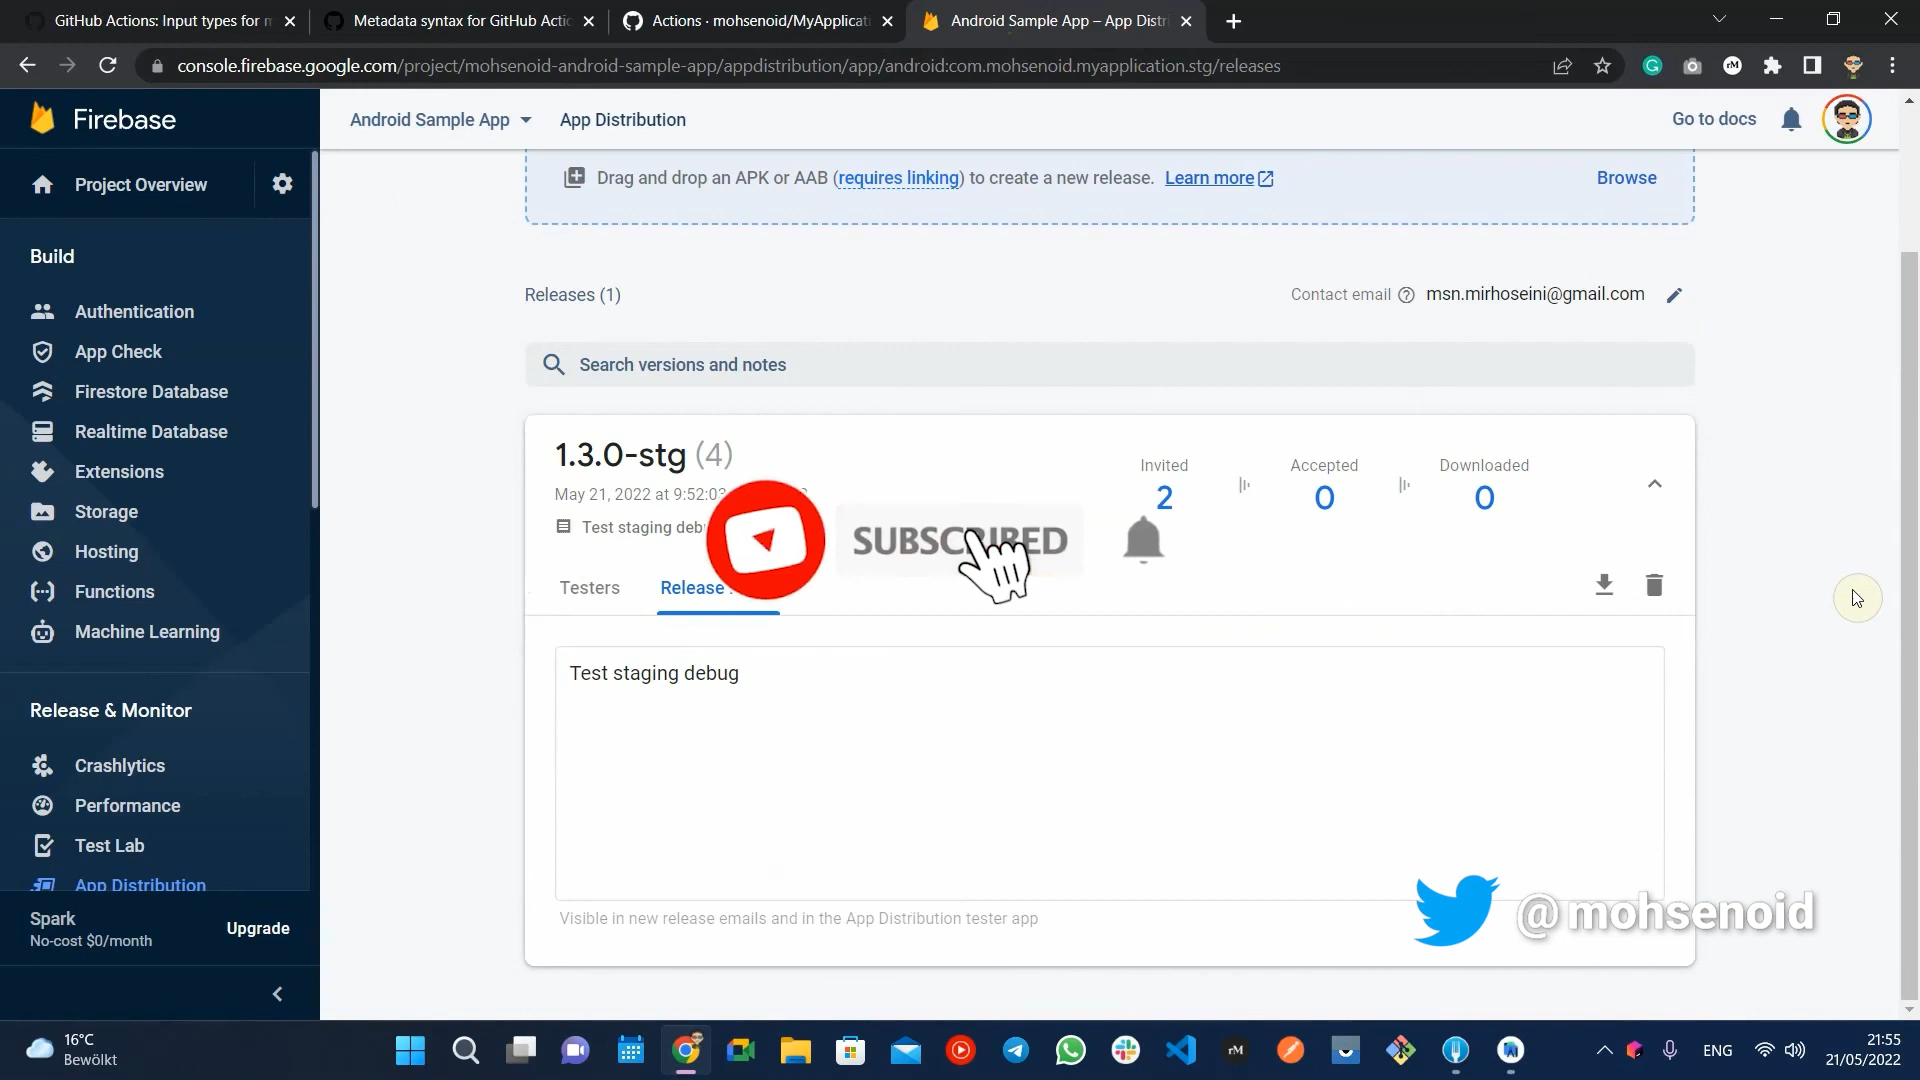 GitHub Actions: Input types for m
Metadata syntax for GitHub Actio
Actions · mohsenoid/MyApplicati
Android Sample App – App Distri
console.firebase.google.com/project/mohsenoid-android-sample-app/appdistribution/app/android:com.mohsenoid.myapplication.stg/releases
Firebase
Android Sample App
App Distribution
Go to docs
Project Overview
Drag and drop an APK or AAB (requires linking) to create a new release. Learn more
Browse
Build
Authentication
App Check
Firestore Database
Realtime Database
Extensions
Storage
Hosting
Functions
Machine Learning
Release & Monitor
Crashlytics
Performance
Test Lab
App Distribution
Spark
No-cost $0/month
Upgrade
Releases (1)
Contact email
msn.mirhoseini@gmail.com
Search versions and notes
1.3.0-stg (4)
May 21, 2022 at 9:52:03
Test staging deb
Invited
2
Accepted
0
Downloaded
0
SUBSCRIBED
Testers
Release
Test staging debug
Visible in new release emails and in the App Distribution tester app
@mohsenoid
16°C
Bewölkt
rM
ENG
21:55
21/05/2022